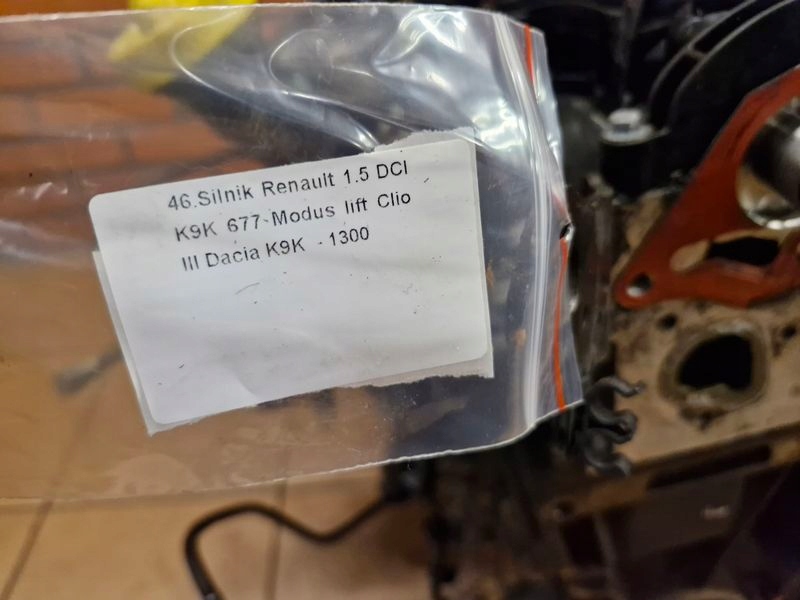 46.Silnik Renault 1.5 DCI
K9K 677-Modus lift Clio
III Dacia K9K - 1300